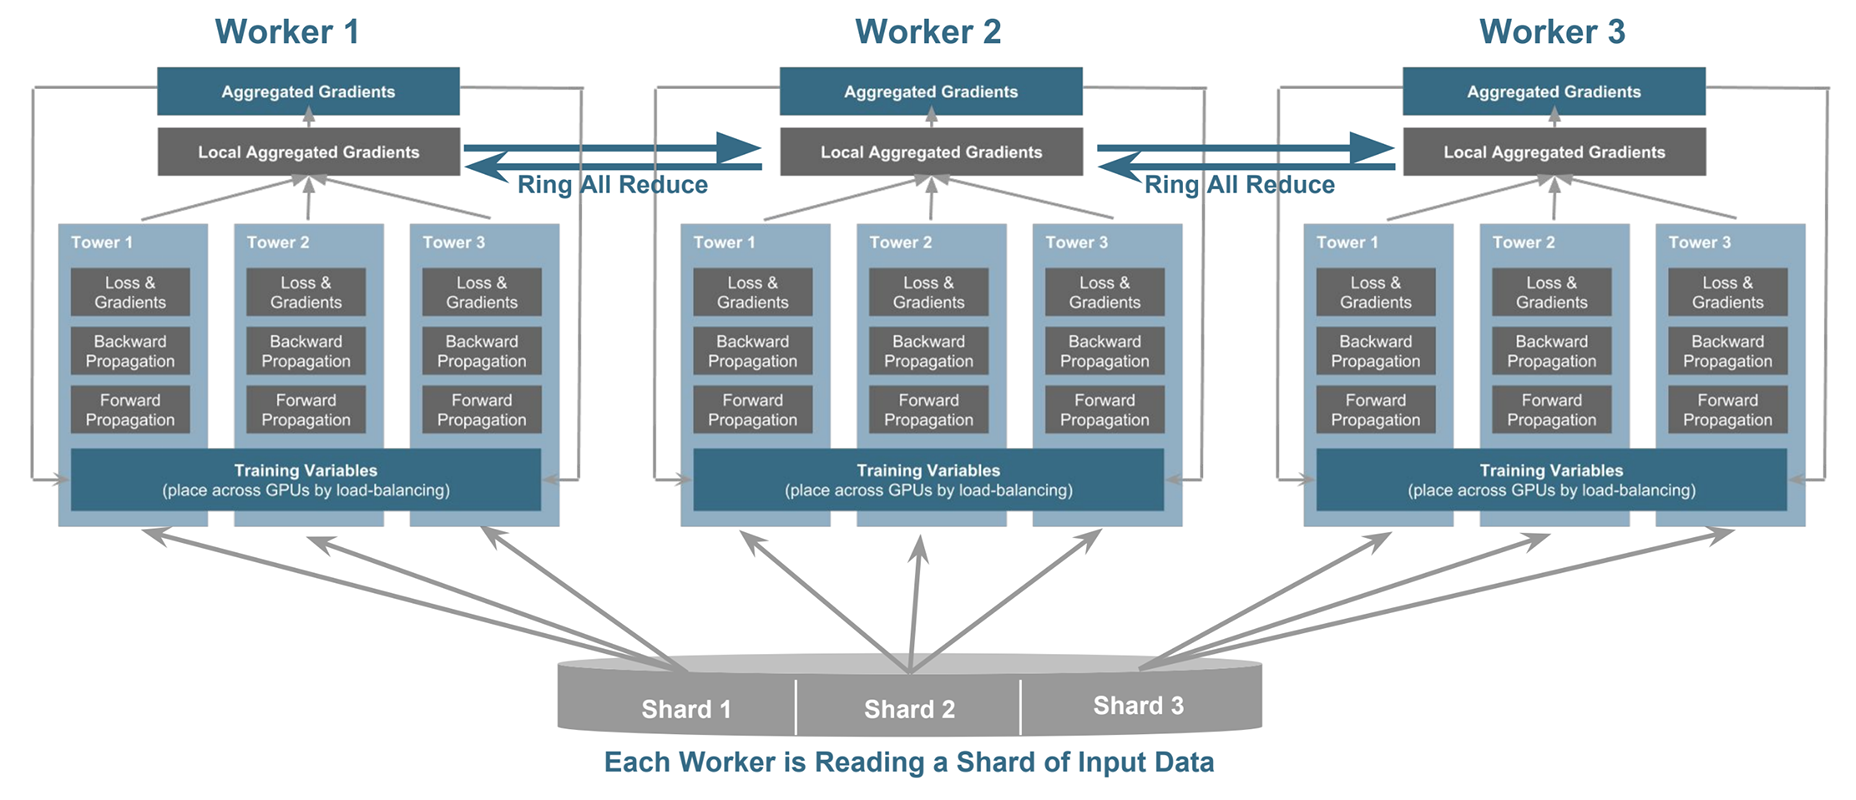 Worker 1
Worker 2
Worker 3
Aggregated Gradients
Local Aggregated Gradients
Aggregated Gradients
Local Aggregated Gradients
Aggregated Gradients
Local Aggregated Gradients
Ring All Reduce
Ring All Reduce
Tower 1
Loss &
Gradients
Backward
Propagation
Forward
Propagation
Tower 2
Loss &
Gradients
Backward
Propagation
Forward
Propagation
Tower 3
Loss &
Gradients
Backward
Propagation
Forward
Propagation
Training Variables
(place across GPUs by load-balancing)
Tower 1
Loss &
Gradients
Backward
Propagation
Forward
Propagation
Tower 2
Loss &
Gradients
Backward
Propagation
Forward
Propagation
Tower 3
Loss &
Gradients
Backward
Propagation
Forward
Propagation
Training Variables
(place across GPUs by load-balancing)
Tower 1
Loss &
Gradients
Backward
Propagation
Forward
Propagation
Tower 2
Loss &
Gradients
Backward
Propagation
Forward
Propagation
Tower 3
Loss &
Gradients
Backward
Propagation
Forward
Propagation
Training Variables
(place across GPUs by load-balancing)
Shard 1
Shard 2
Shard 3
Each Worker is Reading a Shard of Input Data